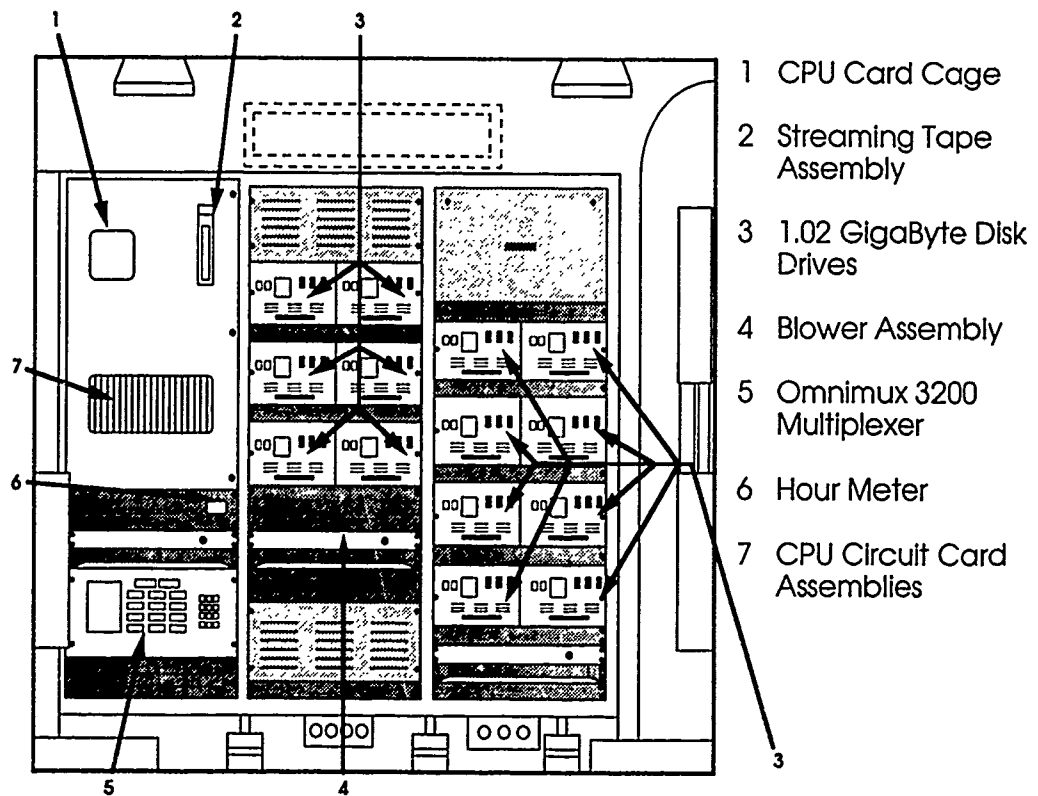 1 2 3
1 CPU Card Cage
2 Streaming Tape
Assembly
3 1.02 GigaByte Disk
Drives
4 Blower Assembly
7
5 Omnimux 3200
Multiplexer
6
6 Hour Meter
7 CPU Circuit Card
Assemblies
3
5 4